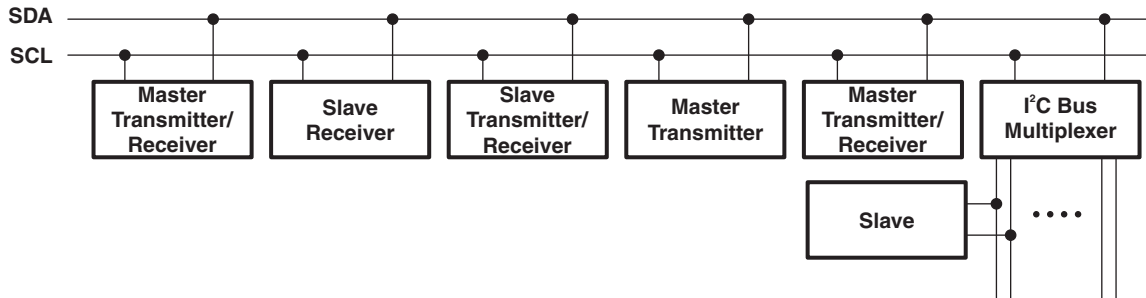 SDA
SCL
Master
Transmitter/
Receiver
Slave
Receiver
Slave
Transmitter/
Receiver
Master
Transmitter
Master
Transmitter/
Receiver
I²C Bus
Multiplexer
Slave